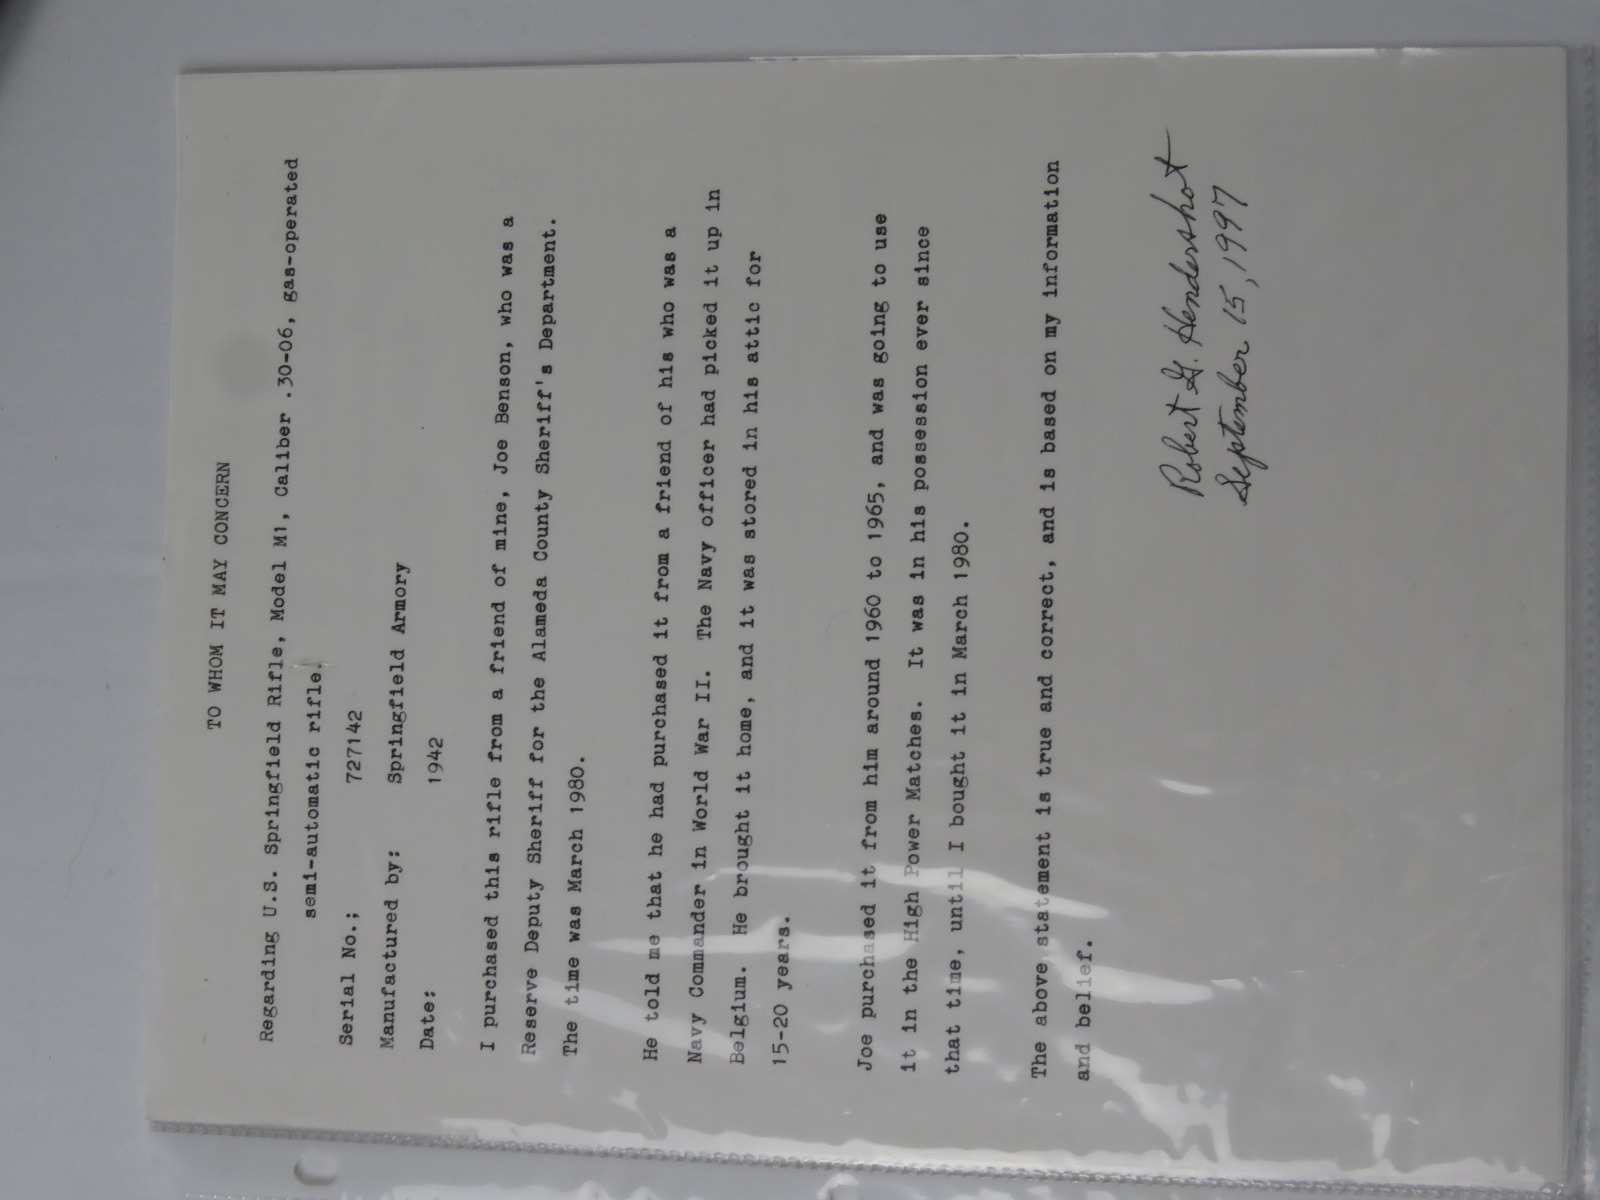 TO WHOM IT MAY CONCERN
Regarding U.S. Springfield Rifle, Model M1, Caliber .30-06, gas-operated
semi-automatic rifle.
Serial No.; 727142
Manufactured by: Springfield Armory
Date: 1942
I purchased this rifle from a friend of mine, Joe Benson, who was a
Reserve Deputy Sheriff for the Alameda County Sheriff's Department.
The time was March 1980.
He told me that he had purchased it from a friend of his who was a
Navy Commander in World War II. The Navy officer had picked it up in
Belgium. He brought it home, and it was stored in his attic for
15-20 years.
Joe purchased it from him around 1960 to 1965, and was going to use
it in the High Power Matches. It was in his possession ever since
that time, until I bought it in March 1980.
The above statement is true and correct, and is based on my information
and belief.
Robert G. Hendershot
September 15, 1997